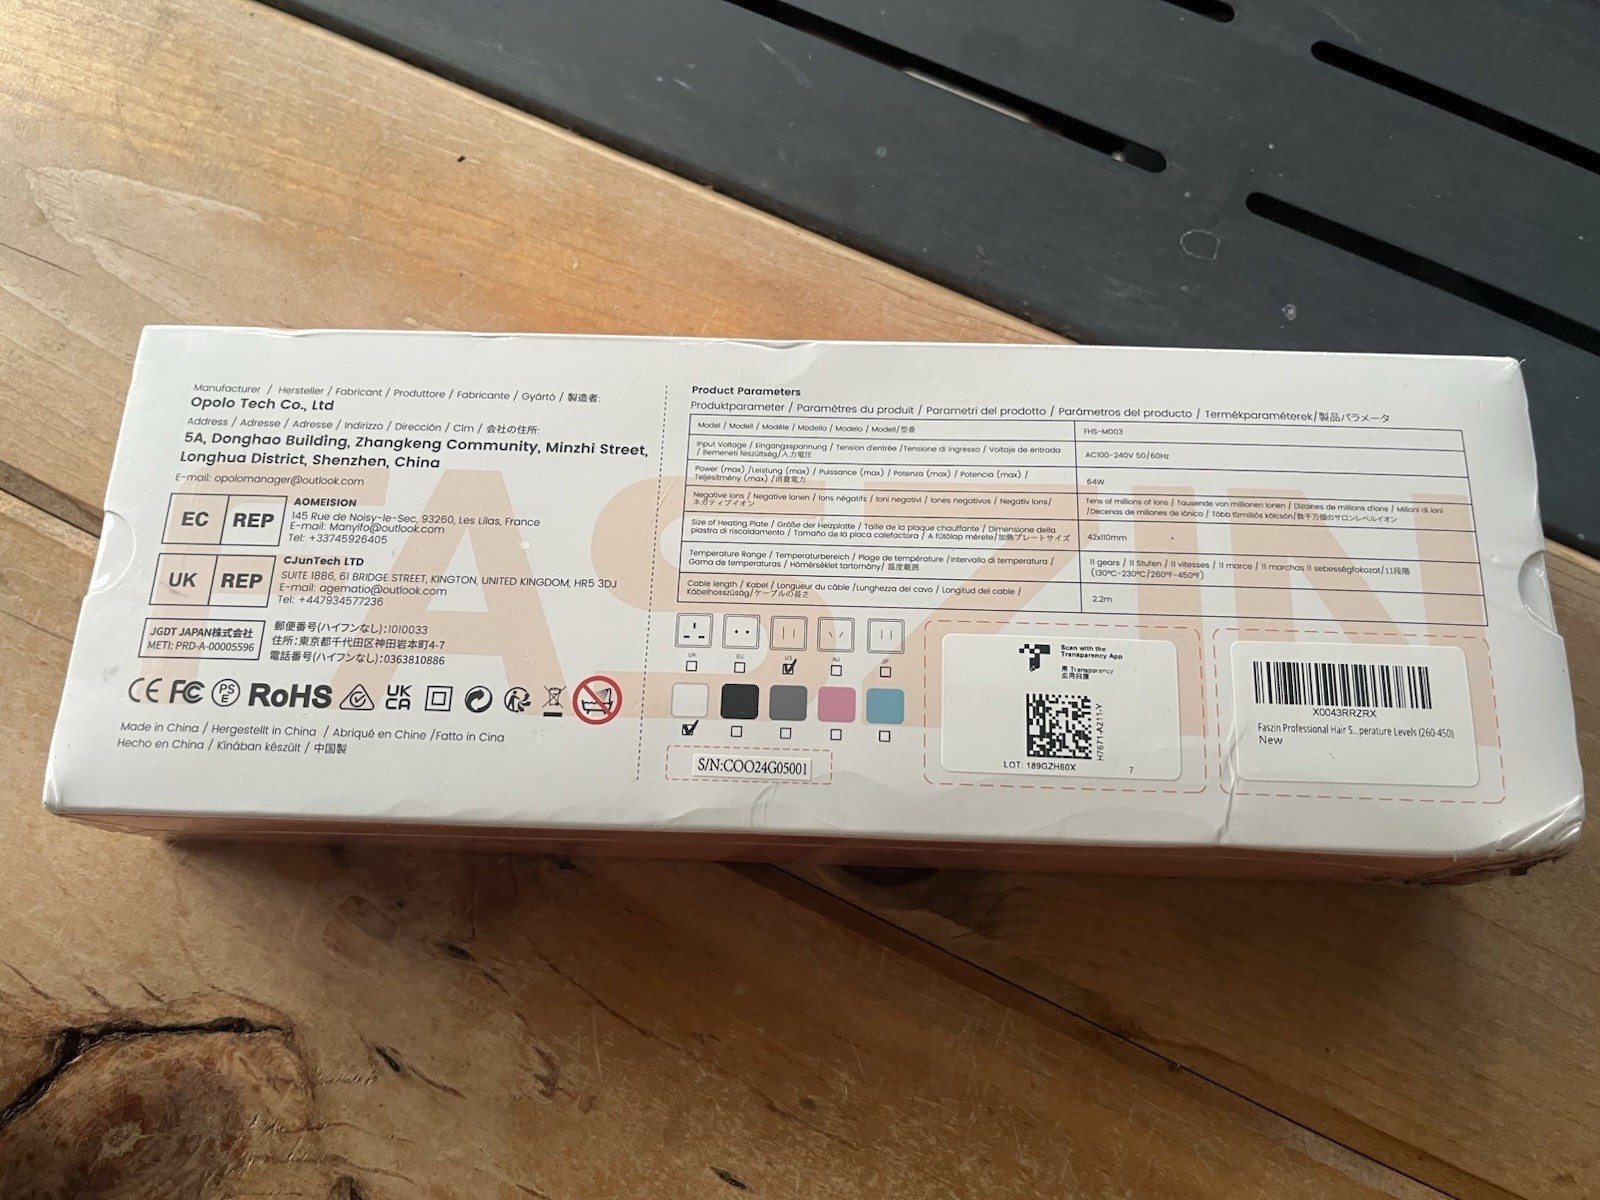 FASZIN
Manufacturer / Hersteller / Fabricant / Produttore / Fabricante / Gyártó / 製造者:
Opolo Tech Co., Ltd
Address / Adresse / Adresse / Indirizzo / Dirección / Cím / 会社の住所:
5A, Donghao Building, Zhangkeng Community, Minzhi Street,
Longhua District, Shenzhen, China
E-mail: opolomanager@outlook.com
EC REP
AOMEISION
145 Rue de Noisy-le-Sec, 93260, Les Lilas, France
E-mail: Manyifo@outlook.com
Tel: +33745926405
UK REP
CJunTech LTD
SUITE 1886, 61 BRIDGE STREET, KINGTON, UNITED KINGDOM, HR5 3DJ
E-mail: agematio@outlook.com
Tel: +447934577236
JGDT JAPAN株式会社
METI: PRD-A-00005596
郵便番号(ハイフンなし):1010033
住所:東京都千代田区神田岩本町4-7
電話番号(ハイフンなし):0363810886
CE FC PSE RoHS UK CA
Made in China / Hergestellt in China / Abriqué en Chine /Fatto in Cina
Hecho en China / Kínában készült / 中国製
Product Parameters
Produktparameter / Paramètres du produit / Parametri del prodotto / Parámetros del producto / Termékparaméterek/製品パラメータ
Model / Modell / Modèle / Modello / Modelo / Modell/型番
FHS-M003
Input Voltage / Eingangsspannung / Tension d'entrée /Tensione di ingresso / Voltaje de entrada
/ Bemeneti feszültség/入力電圧
AC100-240V 50/60Hz
Power (max) /Leistung (max) / Puissance (max) / Potenza (max) / Potencia (max) /
Teljesítmény (max) /消費電力
64W
Negative ions / Negative Ionen / Ions négatifs / Ioni negativi / Iones negativos / Negatív Ions/
ネガティブイオン
Tens of millions of ions / Tausende von millionen Ionen / Dizaines de millions d'ions / Milioni di ioni
/Decenas de millones de iónico / Több tízmilliós kölcsön/数千万個のサロンレベルイオン
Size of Heating Plate / Größe der Heizplatte / Taille de la plaque chauffante / Dimensione della
piastra di riscaldamento / Tamaño de la placa calefactora / A fűtőlap mérete/加熱プレートサイズ
42x110mm
Temperature Range / Temperaturbereich / Plage de température /Intervallo di temperatura /
Gama de temperaturas / Hőmérséklet tartomány/ 温度範囲
11 gears / 11 Stufen / 11 vitesses / 11 marce / 11 marchas 11 sebességfokozat/11段階
(130°C-230°C/260°F-450°F)
Cable length / Kabel / Longueur du câble /Lunghezza del cavo / Longitud del cable /
Kábelhosszúság/ケーブルの長さ
2.2m
UK EU US AU JP
S/N:COO24G05001
Scan with the
Transparency App
用 Transparency
应用扫描
H7671-A211-Y
LOT: 189GZH60X
7
X0043RRZRX
Faszin Professional Hair S...perature Levels (260-450)
New